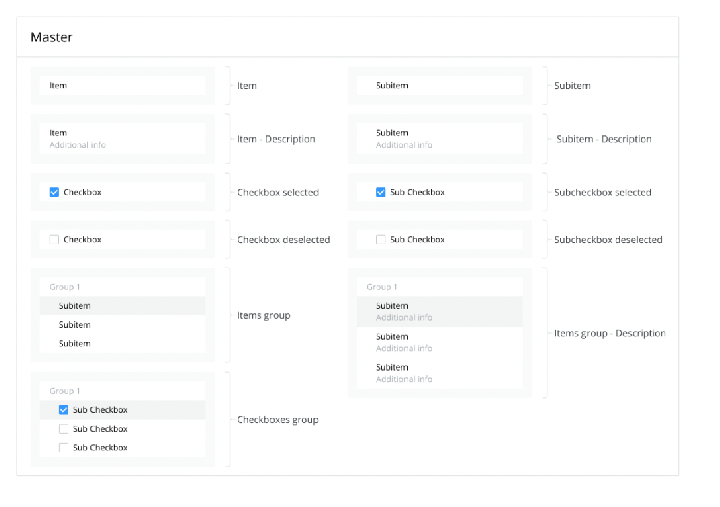 Master
Item
Item
Item
Additional info
Item - Description
Checkbox
Checkbox selected
Checkbox
Checkbox deselected
Group 1
Subitem
Subitem
Subitem
Items group
Group 1
Sub Checkbox
Sub Checkbox
Sub Checkbox
Checkboxes group
Subitem
Subitem
Subitem
Additional info
Subitem - Description
Sub Checkbox
Subcheckbox selected
Sub Checkbox
Subcheckbox deselected
Group 1
Subitem
Additional info
Subitem
Additional info
Subitem
Additional info
Items group - Description